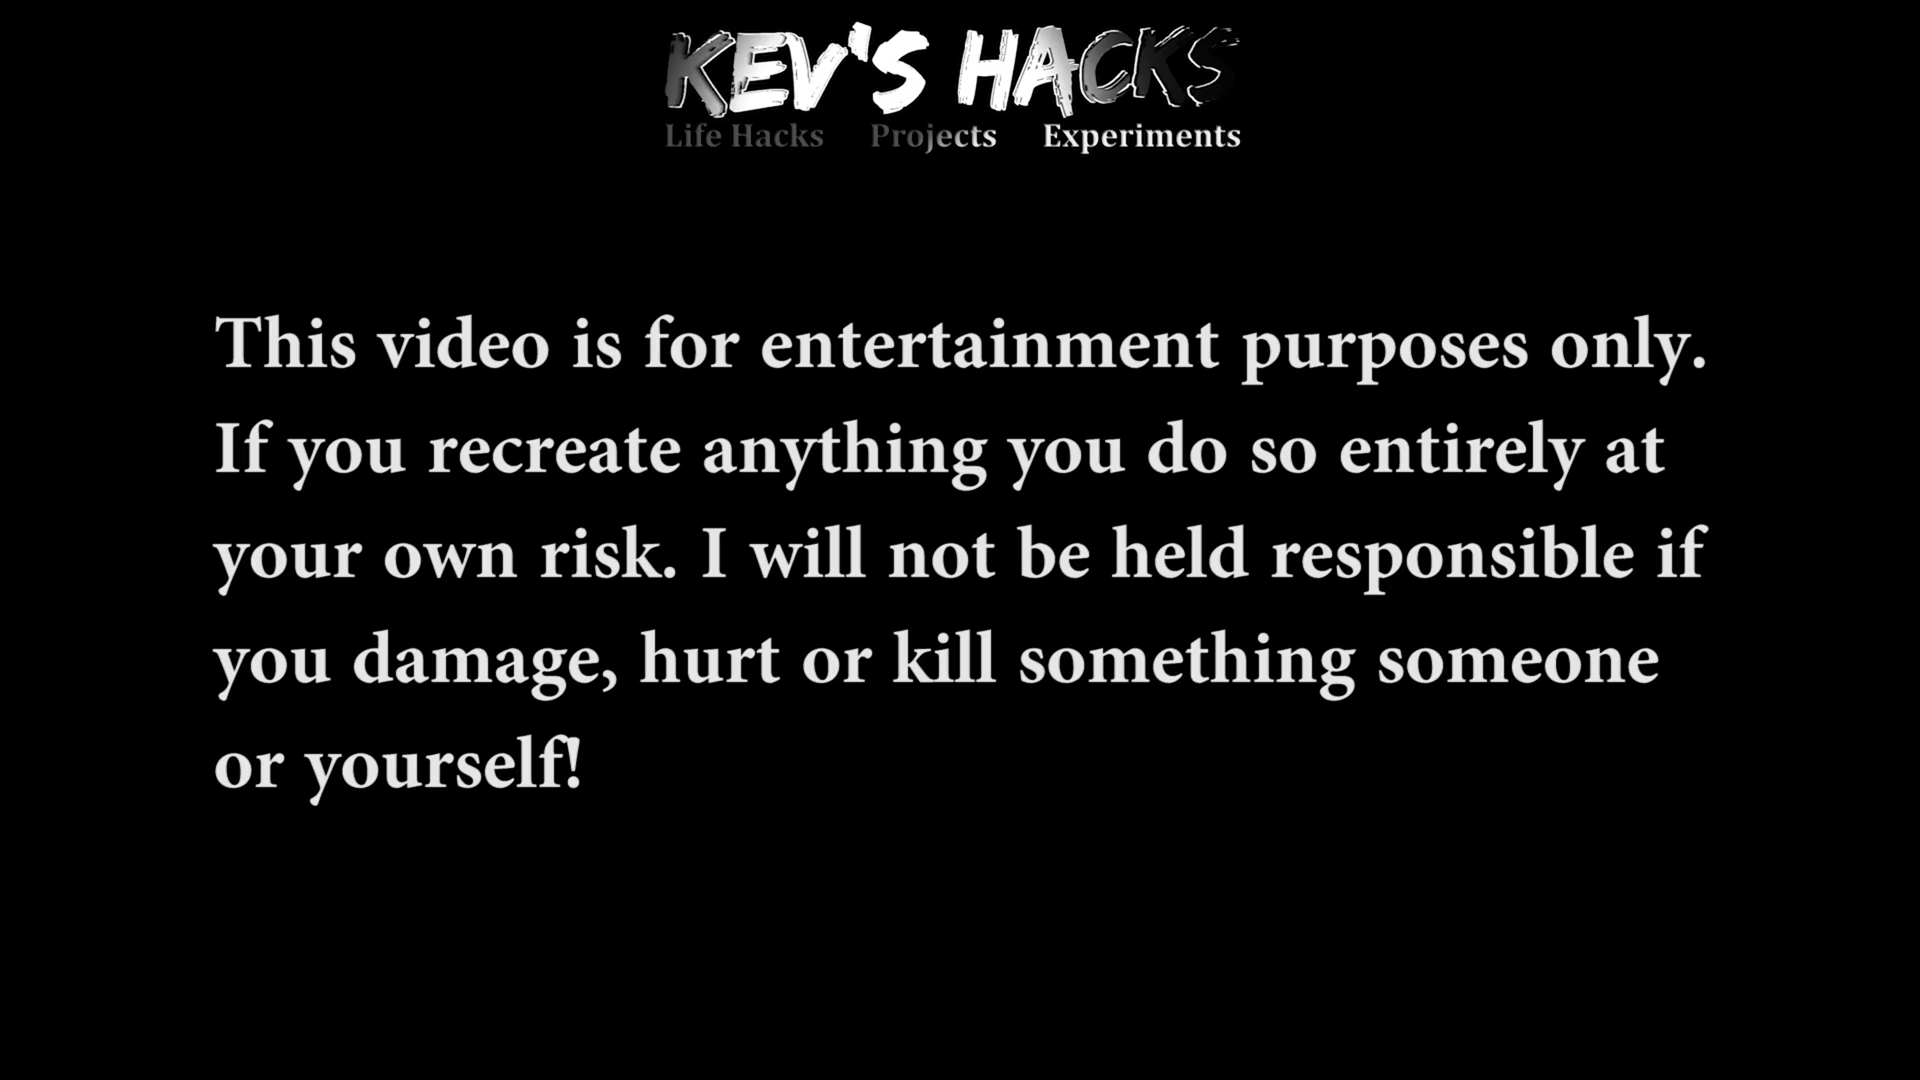 KEV'S HACKS
Life Hacks Projects Experiments
This video is for entertainment purposes only.
If you recreate anything you do so entirely at
your own risk. I will not be held responsible if
you damage, hurt or kill something someone
or yourself!